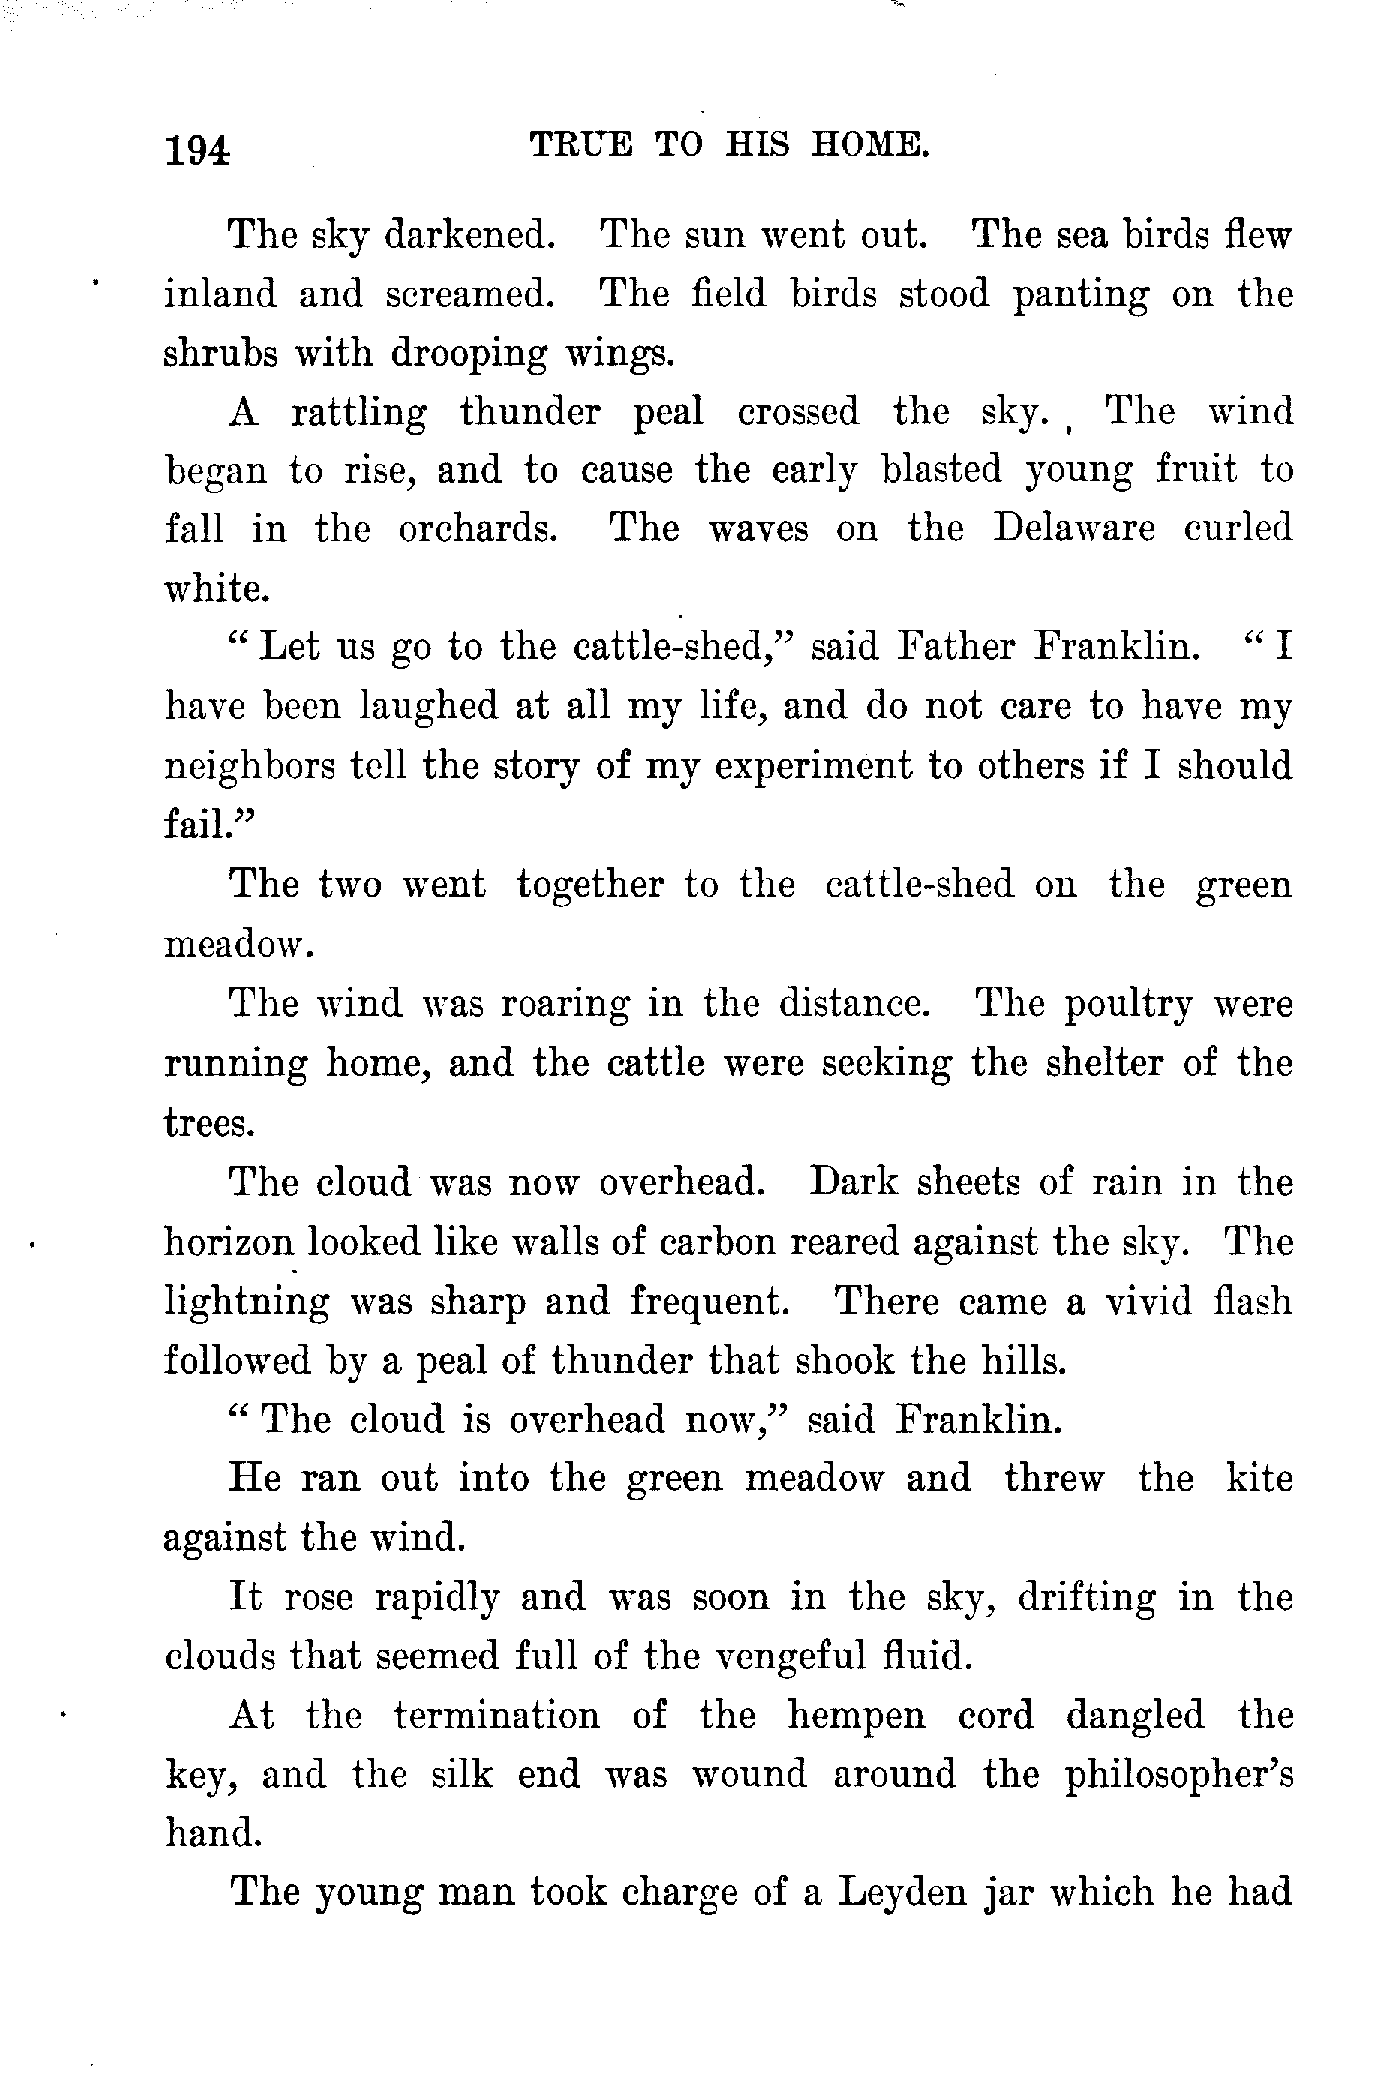 194 TRUE TO HIS HOME.
The sky darkened. The sun went out. The sea birds flew
inland and screamed. The field birds stood panting on the
shrubs with drooping wings.
A rattling thunder peal crossed the sky. The wind
began to rise, and to cause the early blasted young fruit to
fall in the orchards. The waves on the Delaware curled
white.
“ Let us go to the cattle-shed,” said Father Franklin. “ I
have been laughed at all my life, and do not care to have my
neighbors tell the story of my experiment to others if I should
fail.”
The two went together to the cattle-shed on the green
meadow.
The wind was roaring in the distance. The poultry were
running home, and the cattle were seeking the shelter of the
trees.
The cloud was now overhead. Dark sheets of rain in the
horizon looked like walls of carbon reared against the sky. The
lightning was sharp and frequent. There came a vivid flash
followed by a peal of thunder that shook the hills.
“ The cloud is overhead now,” said Franklin.
He ran out into the green meadow and threw the kite
against the wind.
It rose rapidly and was soon in the sky, drifting in the
clouds that seemed full of the vengeful fluid.
At the termination of the hempen cord dangled the
key, and the silk end was wound around the philosopher’s
hand.
The young man took charge of a Leyden jar which he had